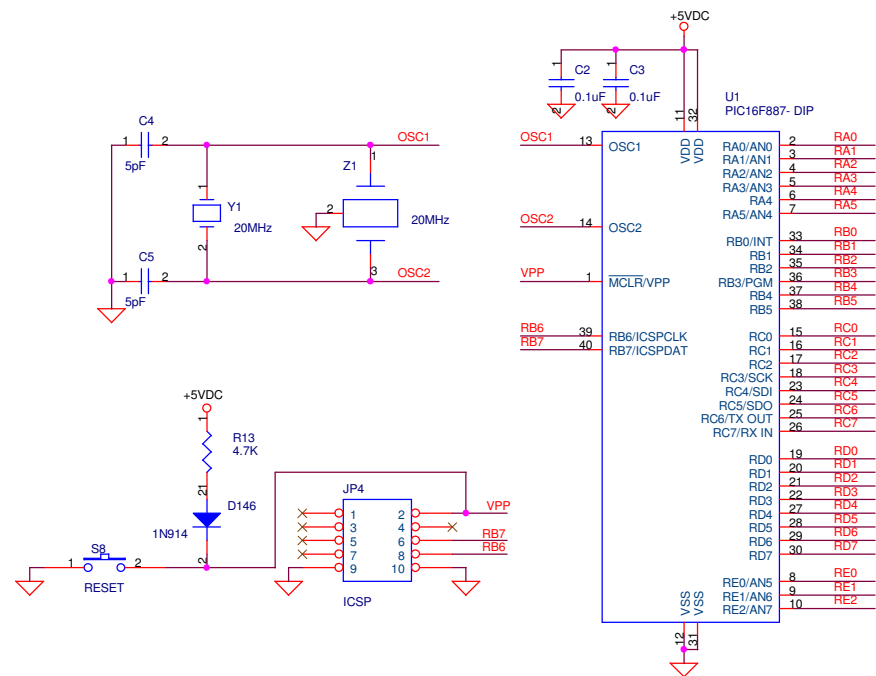 +5VDC
1
C2
0.1uF
2
1
C3
0.1uF
2
11
32
U1
PIC16F887- DIP
C4
1
2
5pF
OSC1
1
Y1
20MHz
2
Z1
1
2
20MHz
3
C5
1
2
5pF
OSC2
OSC1
13
OSC1
OSC2
14
OSC2
VPP
1
MCLR/VPP
RB6
39
RB6/ICSPCLK
RB7
40
RB7/ICSPDAT
VDD
VDD
RA0/AN0
2
RA0
RA1/AN1
3
RA1
RA2/AN2
4
RA2
RA3/AN3
5
RA3
RA4
6
RA4
RA5/AN4
7
RA5
RB0/INT
33
RB0
RB1
34
RB1
RB2
35
RB2
RB3/PGM
36
RB3
RB4
37
RB4
RB5
38
RB5
RC0
15
RC0
RC1
16
RC1
RC2
17
RC2
RC3/SCK
18
RC3
RC4/SDI
23
RC4
RC5/SDO
24
RC5
RC6/TX OUT
25
RC6
RC7/RX IN
26
RC7
RD0
19
RD0
RD1
20
RD1
RD2
21
RD2
RD3
22
RD3
RD4
27
RD4
RD5
28
RD5
RD6
29
RD6
RD7
30
RD7
RE0/AN5
8
RE0
RE1/AN6
9
RE1
RE2/AN7
10
RE2
VSS
VSS
12
31
+5VDC
1
R13
4.7K
2
1
D146
1N914
2
S8
1
2
RESET
JP4
1
2
VPP
3
4
5
6
RB7
7
8
RB6
9
10
ICSP